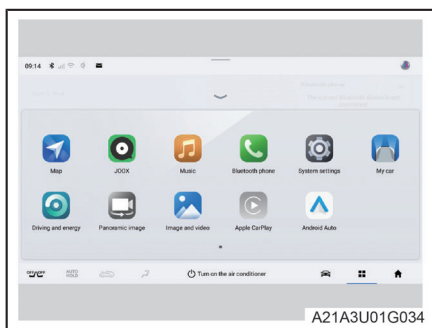 09:14
Map JOOX Music Bluetooth phone System settings My car
Driving and energy Panoramic image Image and video Apple CarPlay Android Auto
AUTO HOLD Turn on the air conditioner
A21A3U01G034